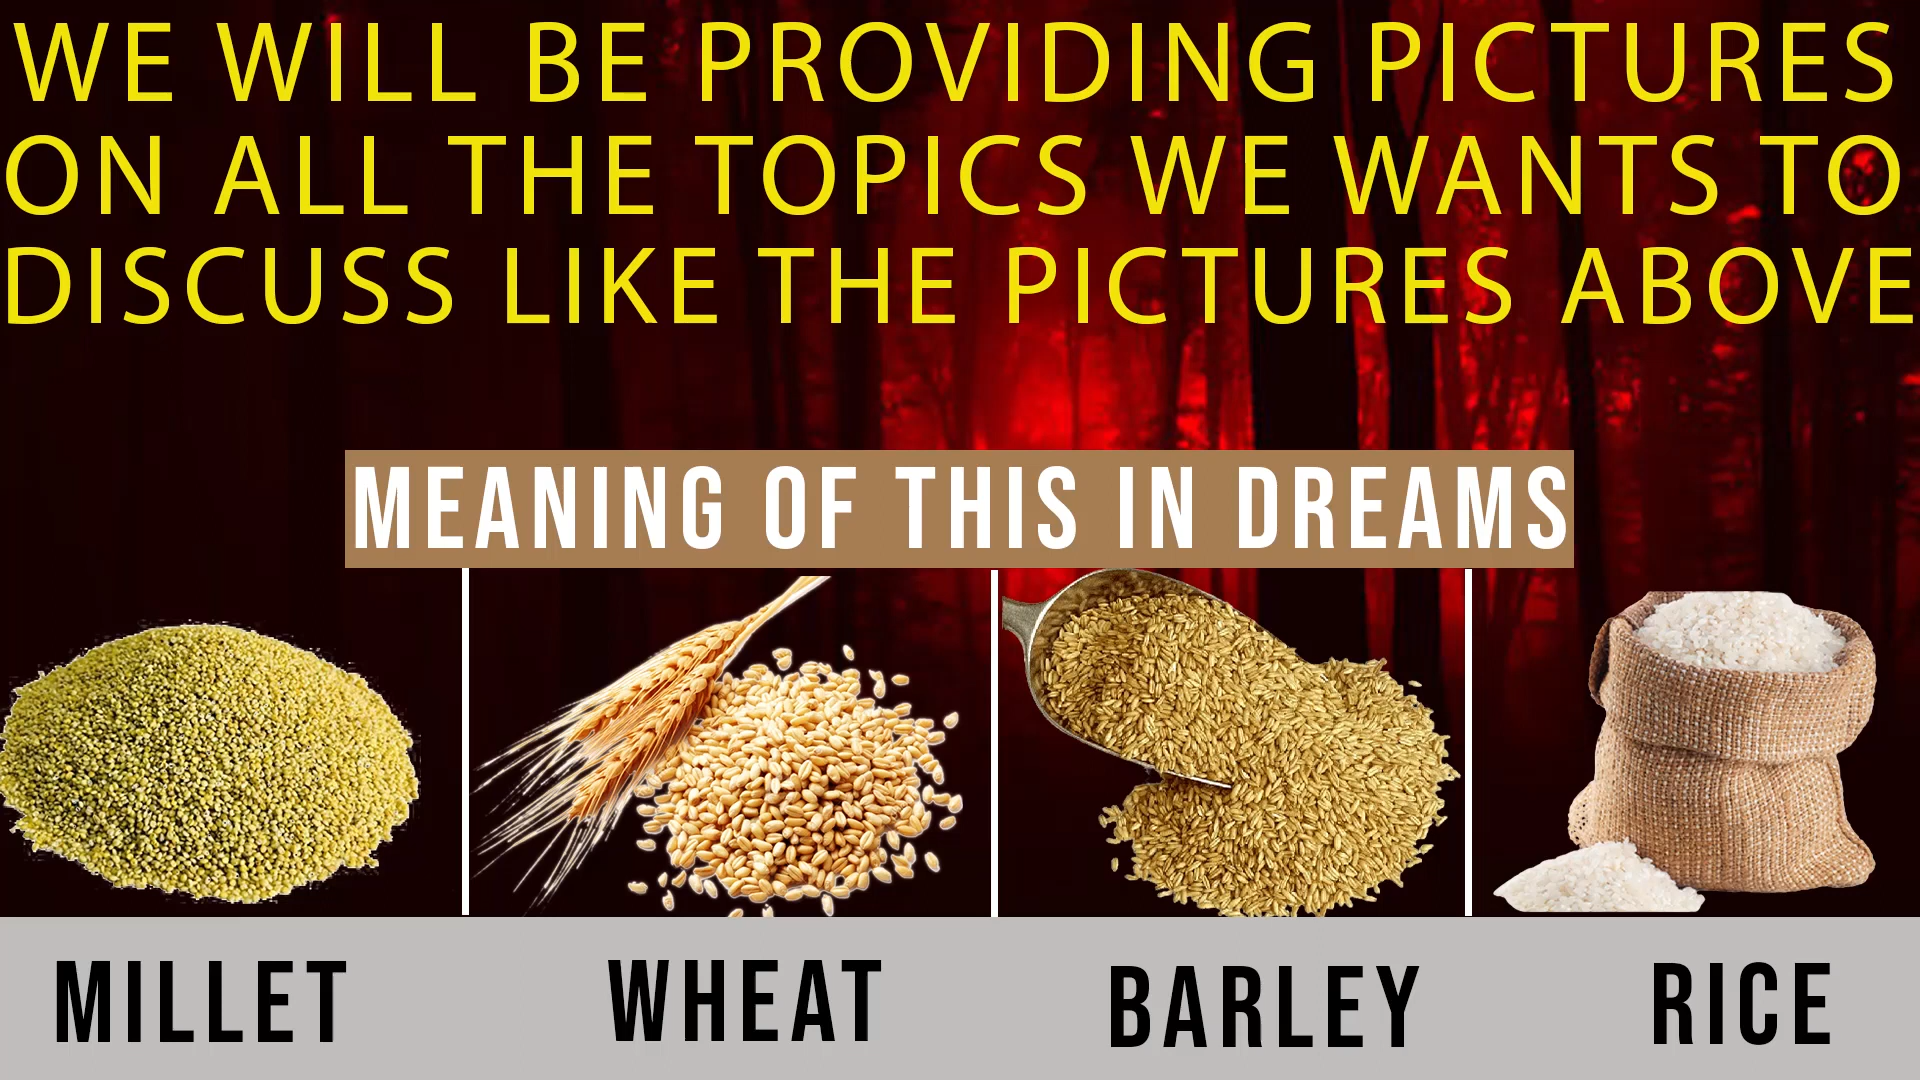 WE WILL BE PROVIDING PICTURES
ON ALL THE TOPICS WE WANTS TO
DISCUSS LIKE THE PICTURES ABOVE
MEANING OF THIS IN DREAMS
MILLET
WHEAT
BARLEY
RICE